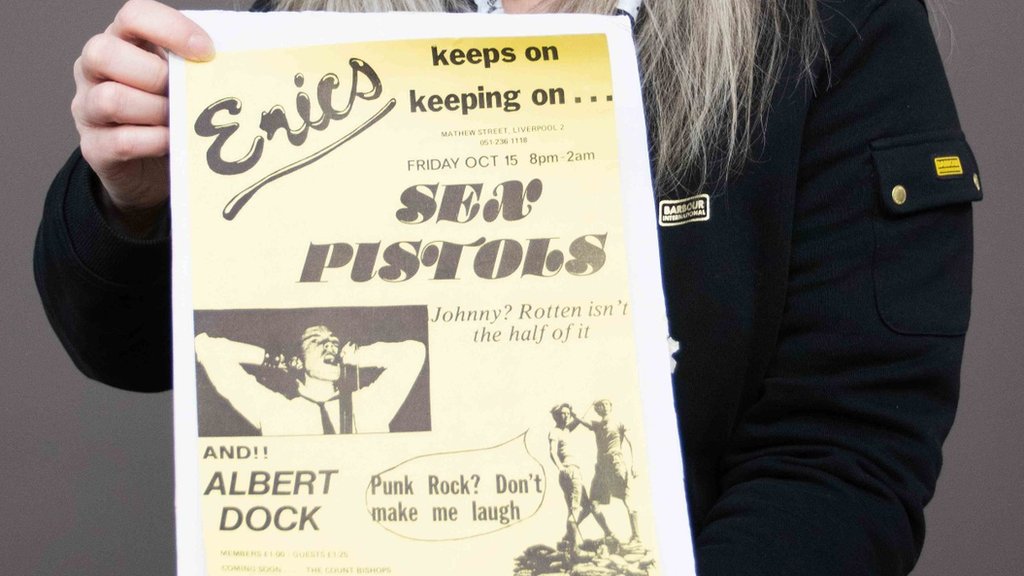 Erics
keeps on
keeping on...
MATHEW STREET, LIVERPOOL 2
051-236 1118
FRIDAY OCT 15 8pm-2am
SEX
PISTOLS
Johnny? Rotten isn't
the half of it
AND!!
ALBERT
DOCK
Punk Rock? Don't
make me laugh
MEMBERS £1.00 · GUESTS £1.25
COMING SOON... THE COUNT BISHOPS
BARBOUR
INTERNATIONAL